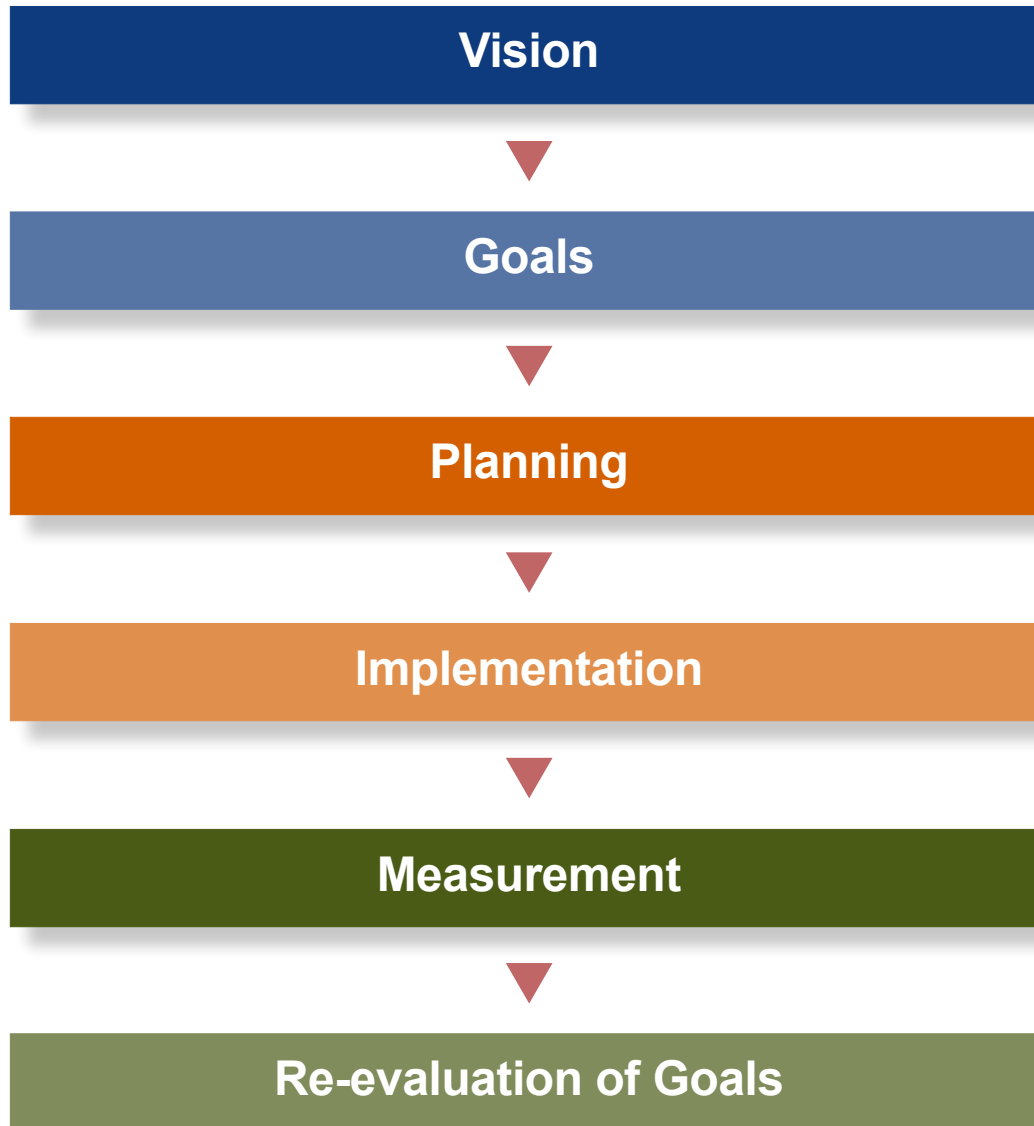 Vision
Goals
Planning
Implementation
Measurement
Re-evaluation of Goals